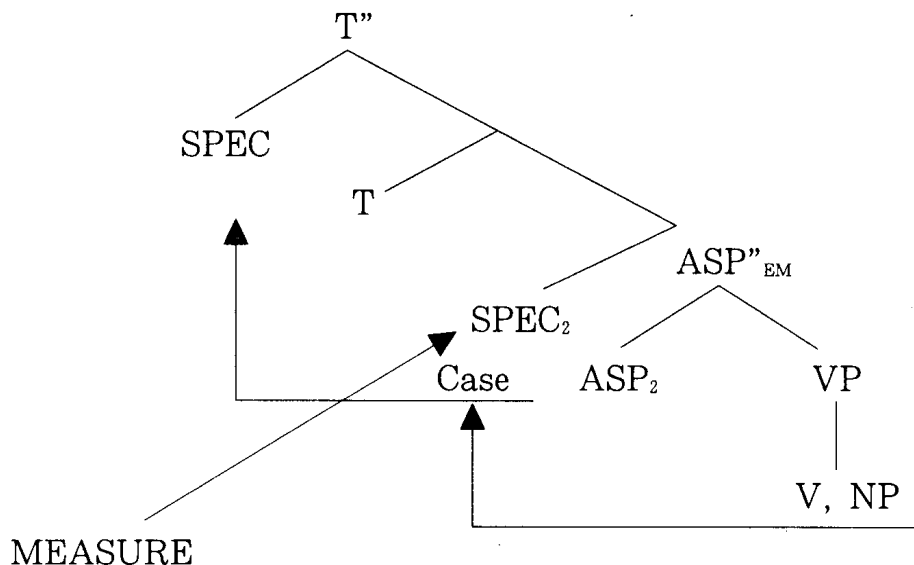 T”
SPEC
T
ASP”EM
SPEC₂
Case ASP₂ VP
V, NP
MEASURE